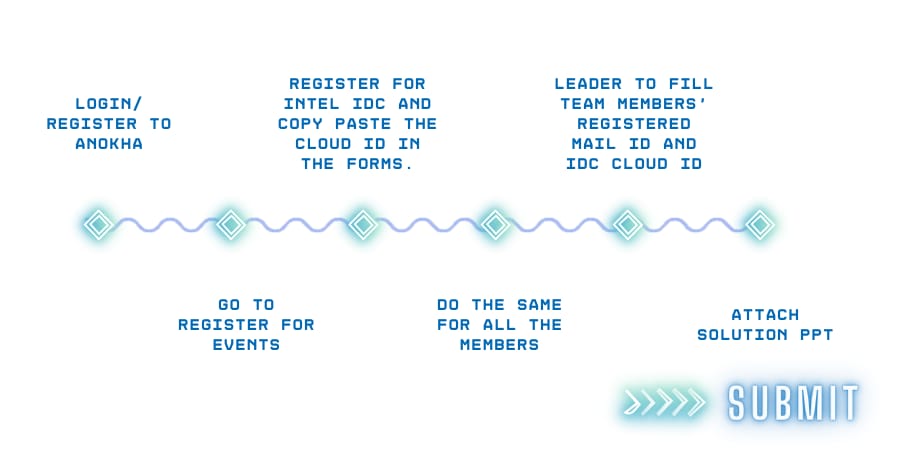 LOGIN/
REGISTER TO
ANOKHA
GO TO
REGISTER FOR
EVENTS
REGISTER FOR
INTEL IDC AND
COPY PASTE THE
CLOUD ID IN
THE FORMS.
DO THE SAME
FOR ALL THE
MEMBERS
LEADER TO FILL
TEAM MEMBERS'
REGISTERED
MAIL ID AND
IDC CLOUD ID
ATTACH
SOLUTION PPT
SUBMIT